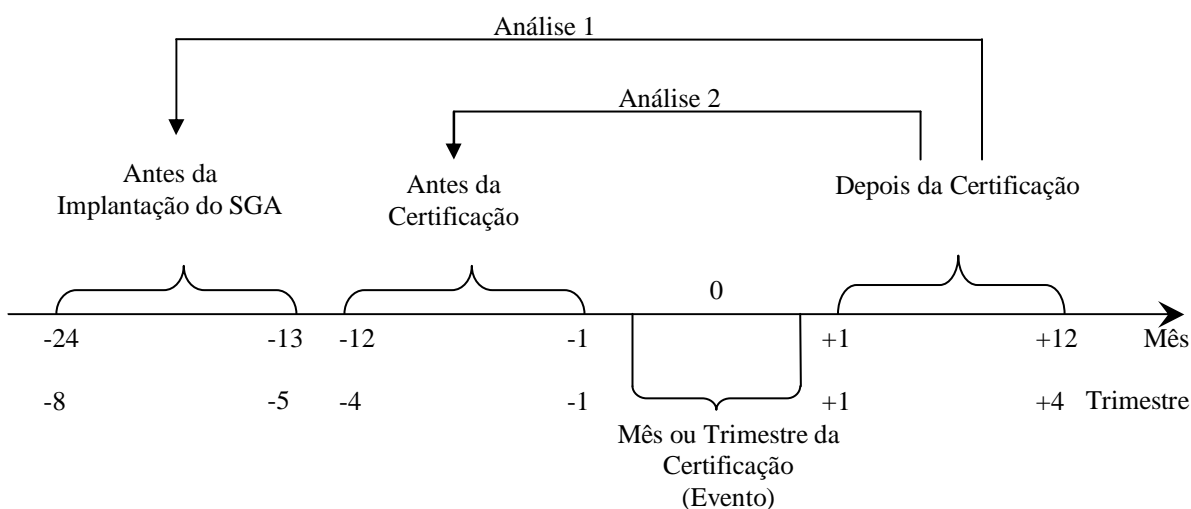 Análise 1
Análise 2
Antes da
Implantação do SGA
Antes da
Certificação
Depois da Certificação
0
-24 -13 -12 -1 +1 +12 Mês
-8 -5 -4 -1 +1 +4 Trimestre
Mês ou Trimestre da
Certificação
(Evento)